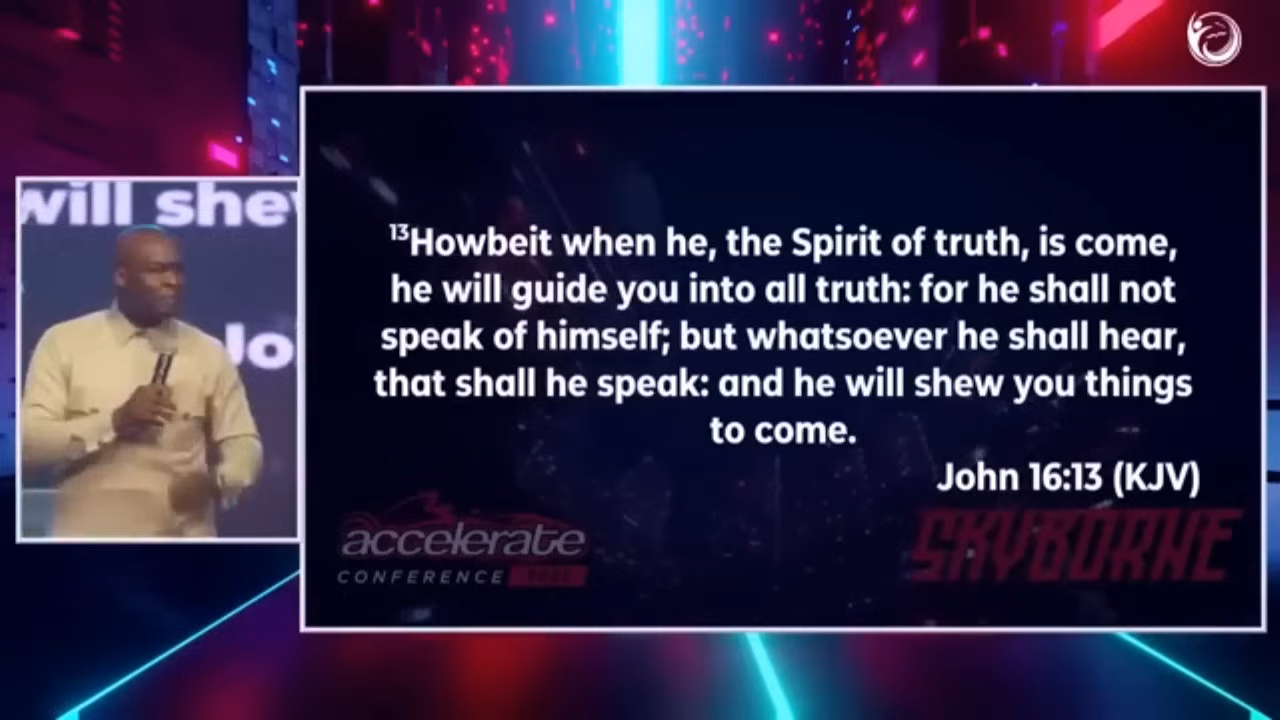 will shew
Jo
¹³Howbeit when he, the Spirit of truth, is come,
he will guide you into all truth: for he shall not
speak of himself; but whatsoever he shall hear,
that shall he speak: and he will shew you things
to come.
John 16:13 (KJV)
accelerate
CONFERENCE
SKYBORNE